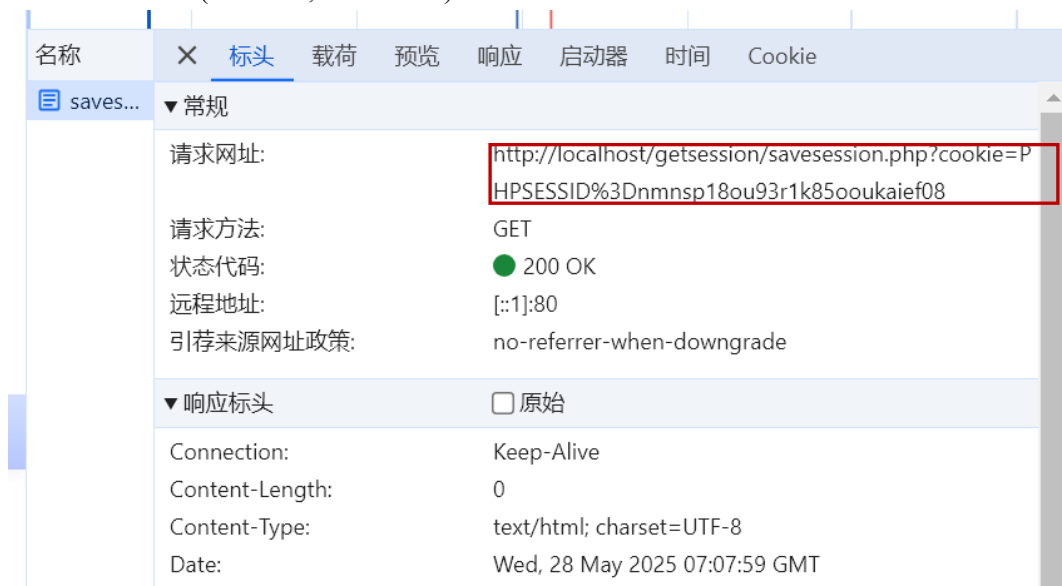 名称
标头 载荷 预览 响应 启动器 时间 Cookie
saves...
常规
请求网址: http://localhost/getsession/savesession.php?cookie=P
HPSESSID%3Dnmnsp18ou93r1k85ooukaief08
请求方法: GET
状态代码: 200 OK
远程地址: [::1]:80
引荐来源网址政策: no-referrer-when-downgrade
响应标头 原始
Connection: Keep-Alive
Content-Length: 0
Content-Type: text/html; charset=UTF-8
Date: Wed, 28 May 2025 07:07:59 GMT